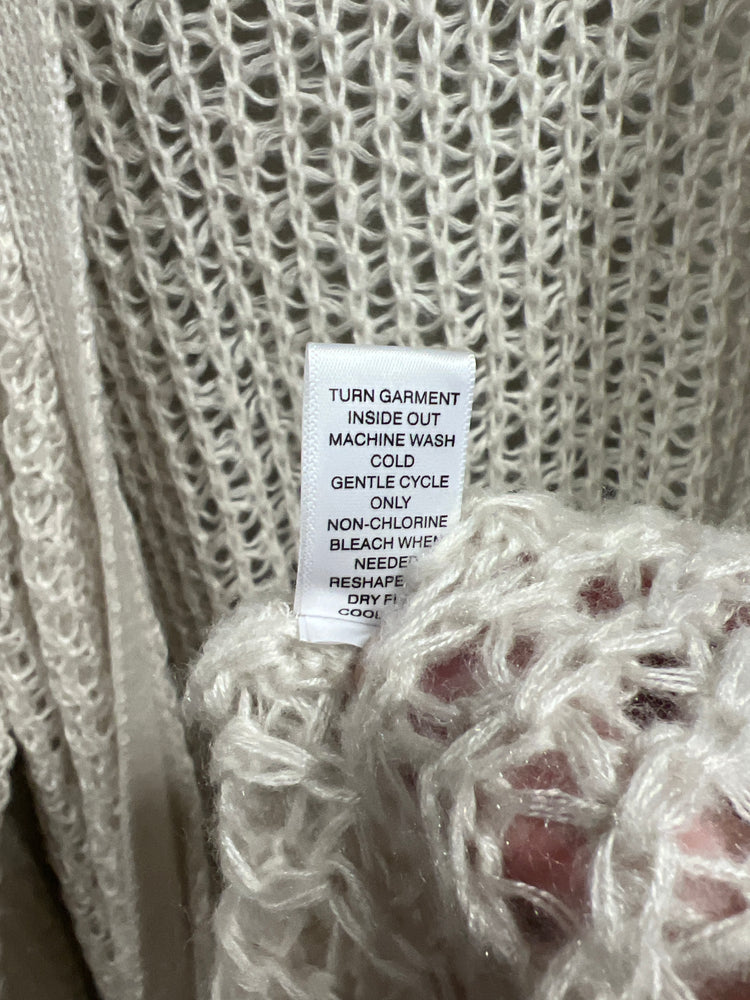 TURN GARMENT
INSIDE OUT
MACHINE WASH
COLD
GENTLE CYCLE
ONLY
NON-CHLORINE
BLEACH WHEN
NEEDED
RESHAPE
DRY
COOL